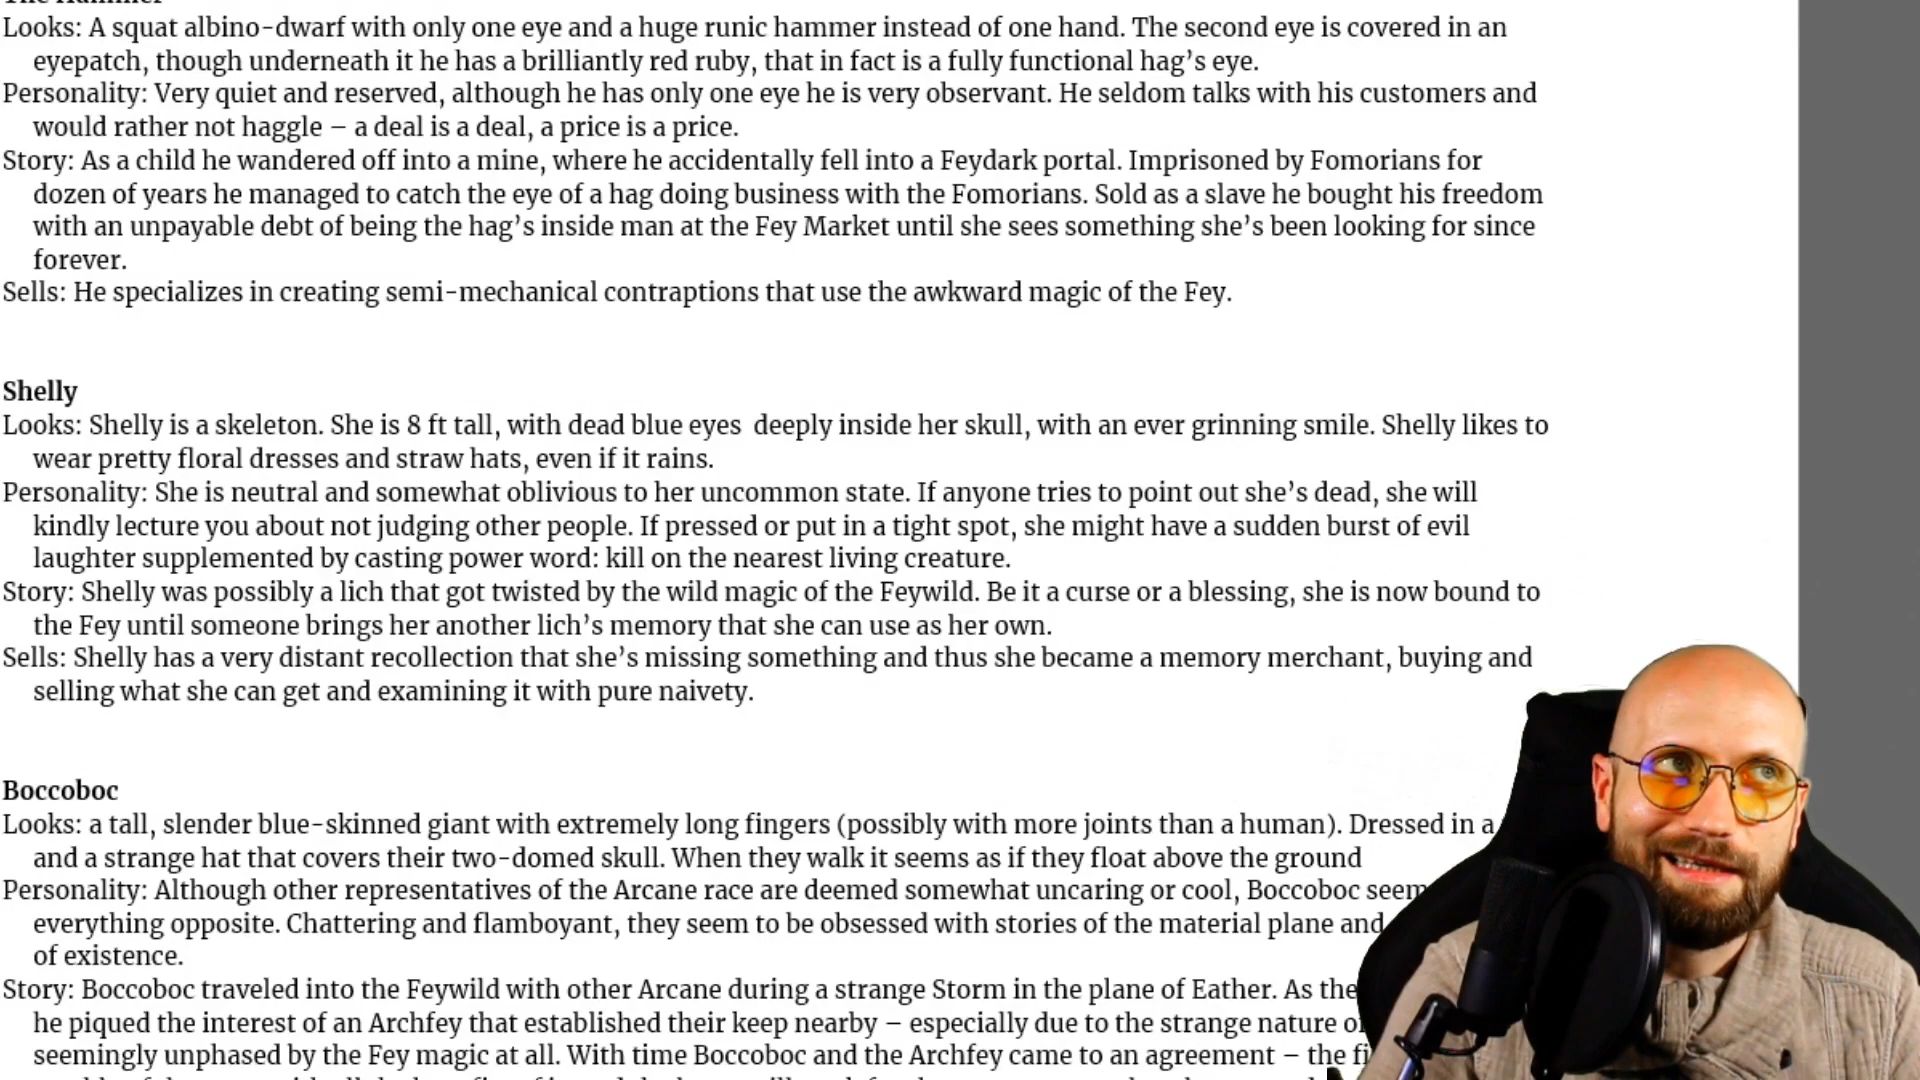 The Hammer
Looks: A squat albino-dwarf with only one eye and a huge runic hammer instead of one hand. The second eye is covered in an
eyepatch, though underneath it he has a brilliantly red ruby, that in fact is a fully functional hag’s eye.
Personality: Very quiet and reserved, although he has only one eye he is very observant. He seldom talks with his customers and
would rather not haggle – a deal is a deal, a price is a price.
Story: As a child he wandered off into a mine, where he accidentally fell into a Feydark portal. Imprisoned by Fomorians for
dozen of years he managed to catch the eye of a hag doing business with the Fomorians. Sold as a slave he bought his freedom
with an unpayable debt of being the hag’s inside man at the Fey Market until she sees something she’s been looking for since
forever.
Sells: He specializes in creating semi-mechanical contraptions that use the awkward magic of the Fey.
Shelly
Looks: Shelly is a skeleton. She is 8 ft tall, with dead blue eyes  deeply inside her skull, with an ever grinning smile. Shelly likes to
wear pretty floral dresses and straw hats, even if it rains.
Personality: She is neutral and somewhat oblivious to her uncommon state. If anyone tries to point out she’s dead, she will
kindly lecture you about not judging other people. If pressed or put in a tight spot, she might have a sudden burst of evil
laughter supplemented by casting power word: kill on the nearest living creature.
Story: Shelly was possibly a lich that got twisted by the wild magic of the Feywild. Be it a curse or a blessing, she is now bound to
the Fey until someone brings her another lich’s memory that she can use as her own.
Sells: Shelly has a very distant recollection that she’s missing something and thus she became a memory merchant, buying and
selling what she can get and examining it with pure naivety.
Boccoboc
Looks: a tall, slender blue-skinned giant with extremely long fingers (possibly with more joints than a human). Dressed in a
and a strange hat that covers their two-domed skull. When they walk it seems as if they float above the ground
Personality: Although other representatives of the Arcane race are deemed somewhat uncaring or cool, Boccoboc seem
everything opposite. Chattering and flamboyant, they seem to be obsessed with stories of the material plane and
of existence.
Story: Boccoboc traveled into the Feywild with other Arcane during a strange Storm in the plane of Eather. As the
he piqued the interest of an Archfey that established their keep nearby – especially due to the strange nature
seemingly unphased by the Fey magic at all. With time Boccoboc and the Archfey came to an agreement – the